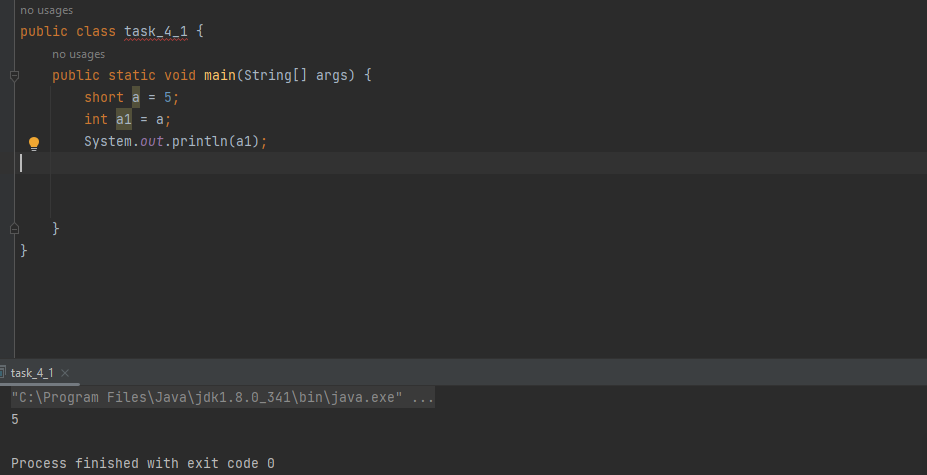 no usages
public class task_4_1 {
no usages
public static void main(String[] args) {
short a = 5;
int a1 = a;
System.out.println(a1);
}
}
task_4_1 ×
"C:\Program Files\Java\jdk1.8.0_341\bin\java.exe" ...
5
Process finished with exit code 0